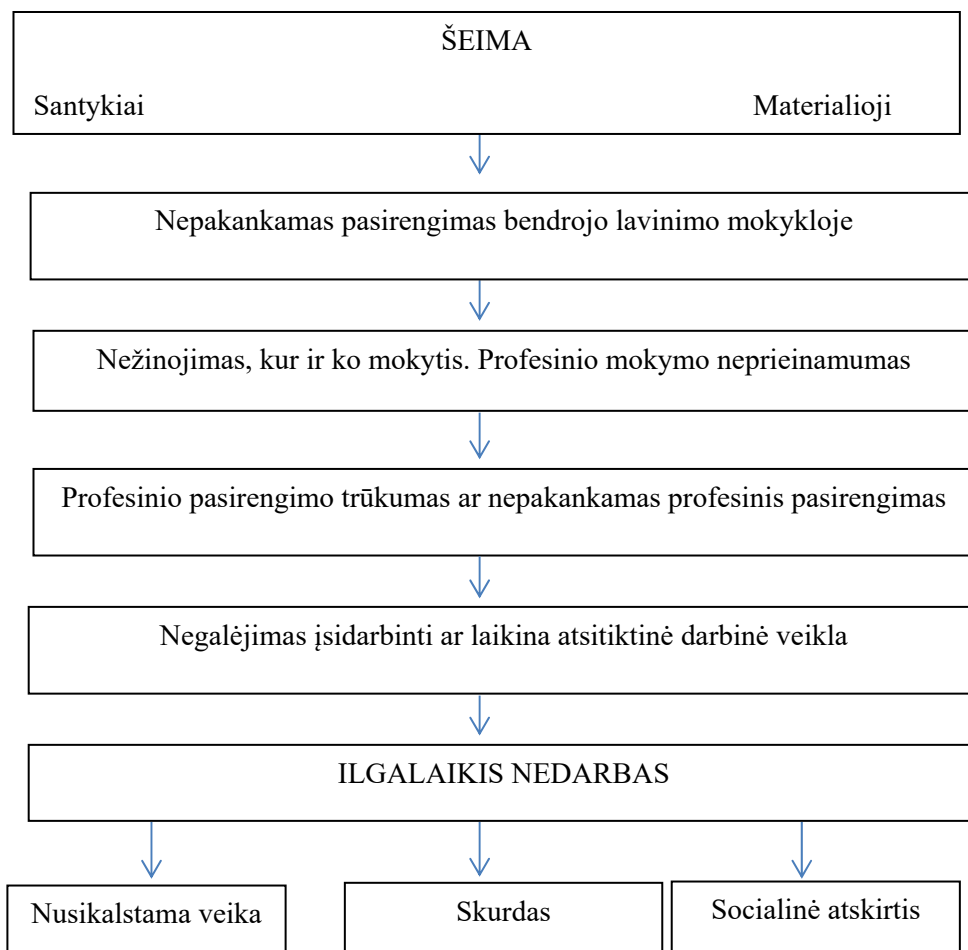 ŠEIMA
Santykiai Materialioji
Nepakankamas pasirengimas bendrojo lavinimo mokykloje
Nežinojimas, kur ir ko mokytis. Profesinio mokymo neprieinamumas
Profesinio pasirengimo trūkumas ar nepakankamas profesinis pasirengimas
Negalėjimas įsidarbinti ar laikina atsitiktinė darbinė veikla
ILGALAIKIS NEDARBAS
Nusikalstama veika Skurdas Socialinė atskirtis